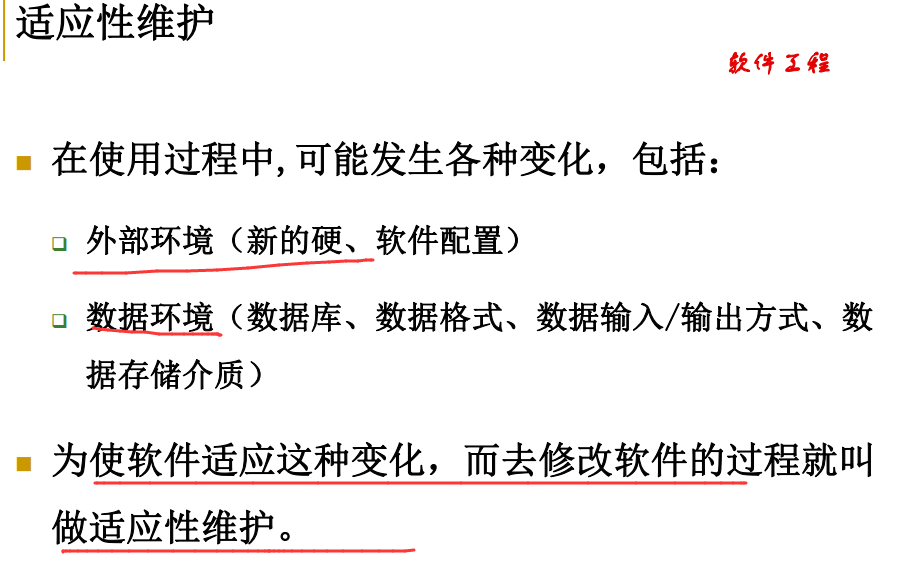 适应性维护
软件工程
在使用过程中,可能发生各种变化，包括：
外部环境（新的硬、软件配置）
数据环境（数据库、数据格式、数据输入/输出方式、数
据存储介质）
为使软件适应这种变化，而去修改软件的过程就叫
做适应性维护。